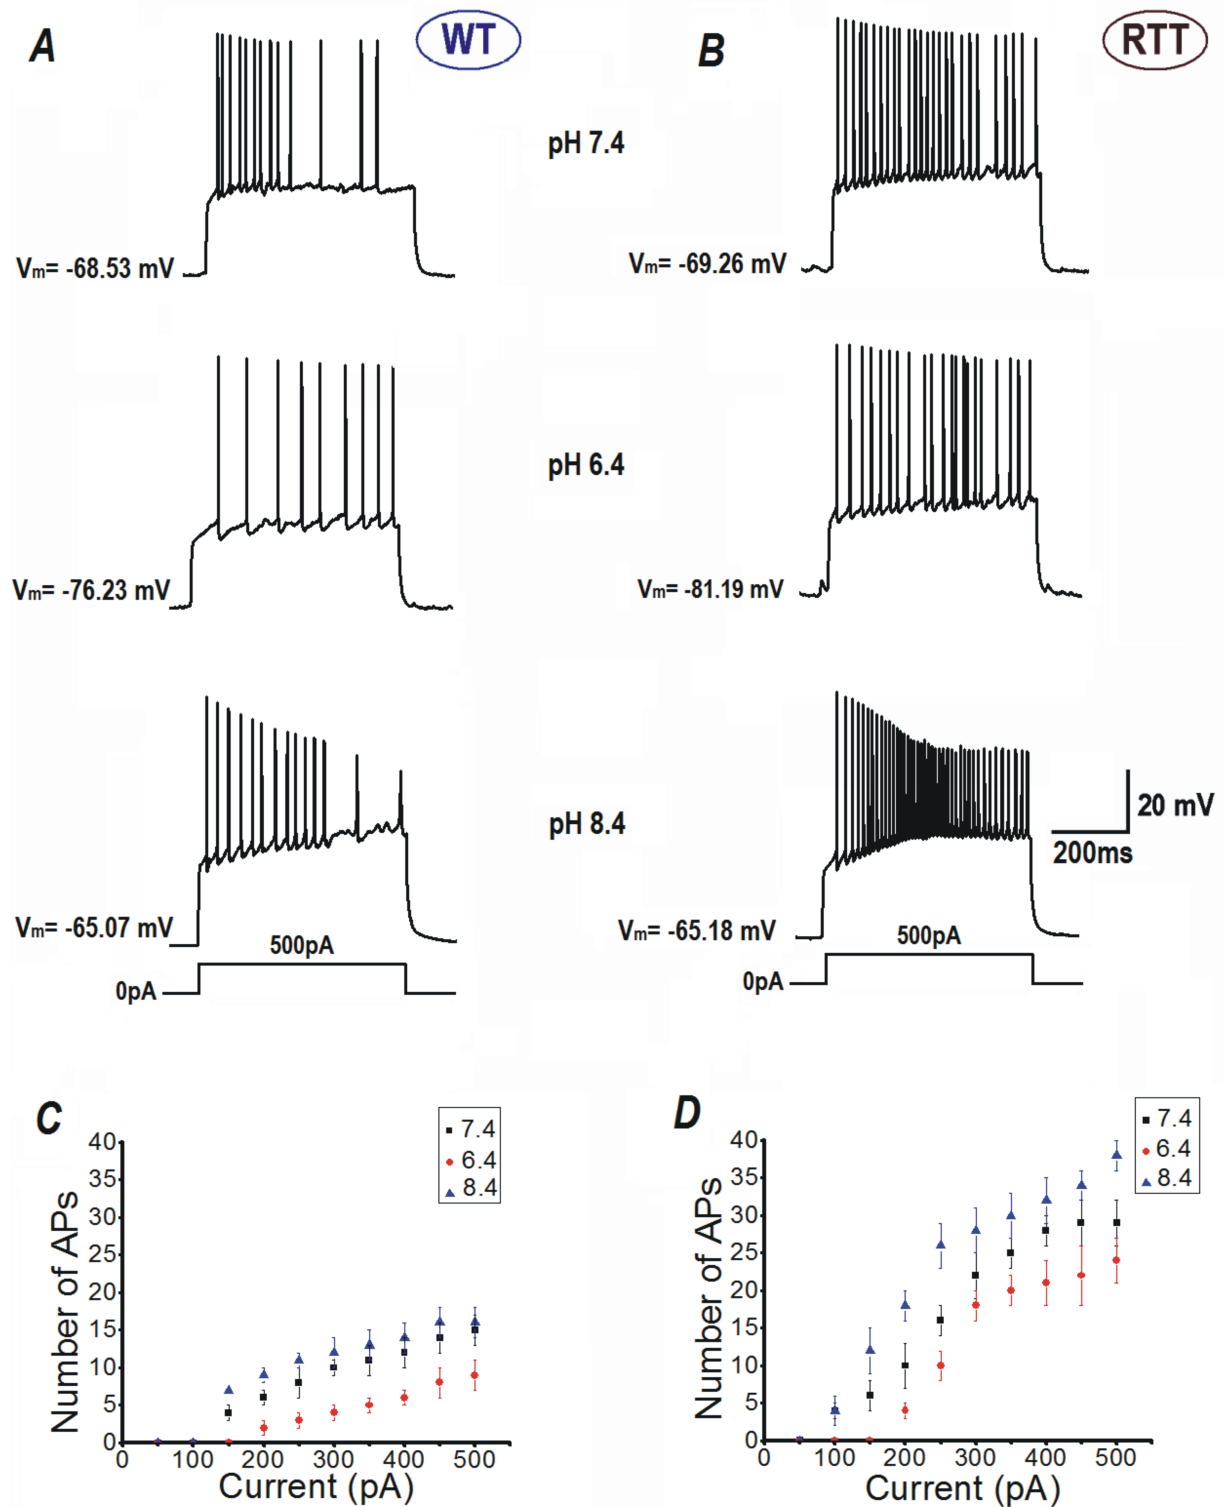 A
WT
B
RTT
pH 7.4
Vm= -68.53 mV
Vm= -69.26 mV
pH 6.4
Vm= -76.23 mV
Vm= -81.19 mV
pH 8.4
20 mV
200ms
Vm= -65.07 mV
Vm= -65.18 mV
500pA
0pA
500pA
0pA
C
7.4
6.4
8.4
Number of APs
40
35
30
25
20
15
10
5
0
0 100 200 300 400 500
Current (pA)
D
7.4
6.4
8.4
Number of APs
40
35
30
25
20
15
10
5
0
0 100 200 300 400 500
Current (pA)